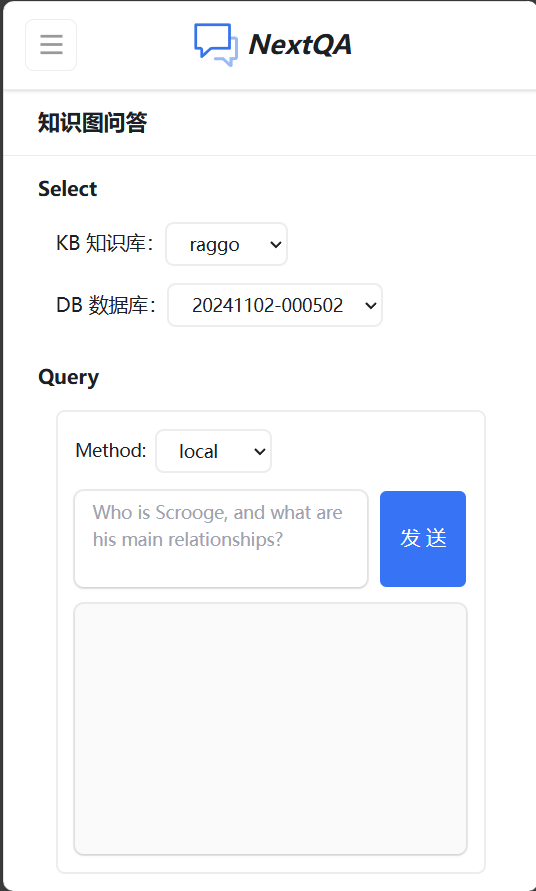 NextQA
知识图问答
Select
KB 知识库： raggo
DB 数据库： 20241102-000502
Query
Method: local
Who is Scrooge, and what are
his main relationships?
发 送